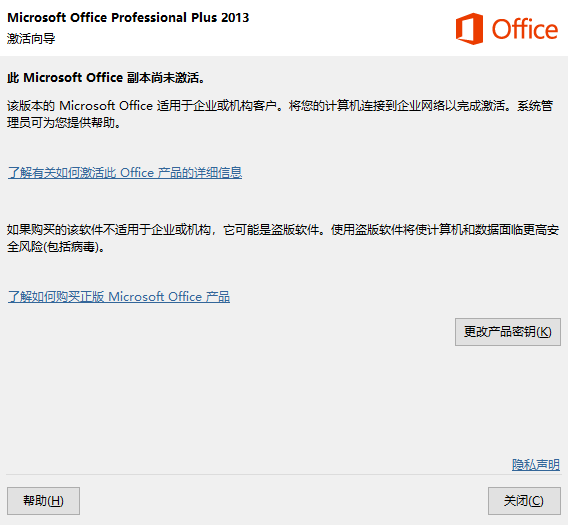 Microsoft Office Professional Plus 2013
激活向导
Office
此 Microsoft Office 副本尚未激活。
该版本的 Microsoft Office 适用于企业或机构客户。将您的计算机连接到企业网络以完成激活。系统管
理员可为您提供帮助。
了解有关如何激活此 Office 产品的详细信息
如果购买的该软件不适用于企业或机构，它可能是盗版软件。使用盗版软件将使计算机和数据面临更高安
全风险(包括病毒)。
了解如何购买正版 Microsoft Office 产品
更改产品密钥(K)
隐私声明
帮助(H)
关闭(C)